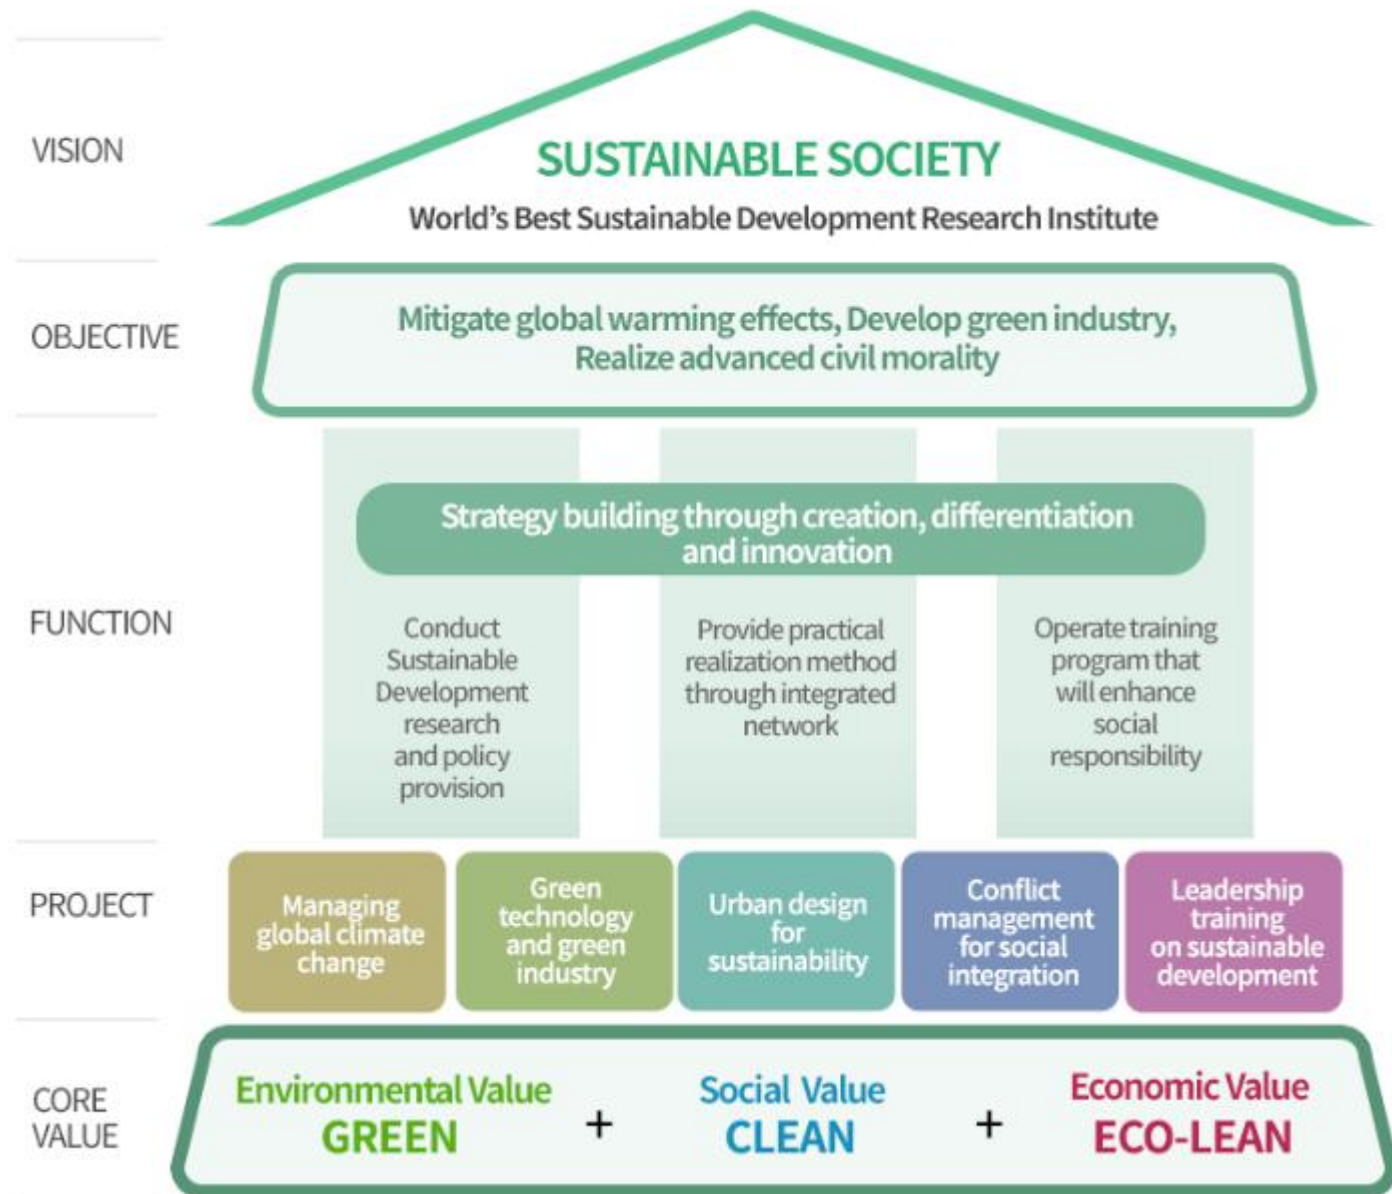 VISION
SUSTAINABLE SOCIETY
World's Best Sustainable Development Research Institute
OBJECTIVE
Mitigate global warming effects, Develop green industry,
Realize advanced civil morality
FUNCTION
Strategy building through creation, differentiation
and innovation
Conduct
Sustainable
Development
research
and policy
provision
Provide practical
realization method
through integrated
network
Operate training
program that
will enhance
social
responsibility
PROJECT
Managing
global climate
change
Green
technology
and green
industry
Urban design
for
sustainability
Conflict
management
for social
integration
Leadership
training
on sustainable
development
CORE
VALUE
Environmental Value
GREEN
+
Social Value
CLEAN
+
Economic Value
ECO-LEAN